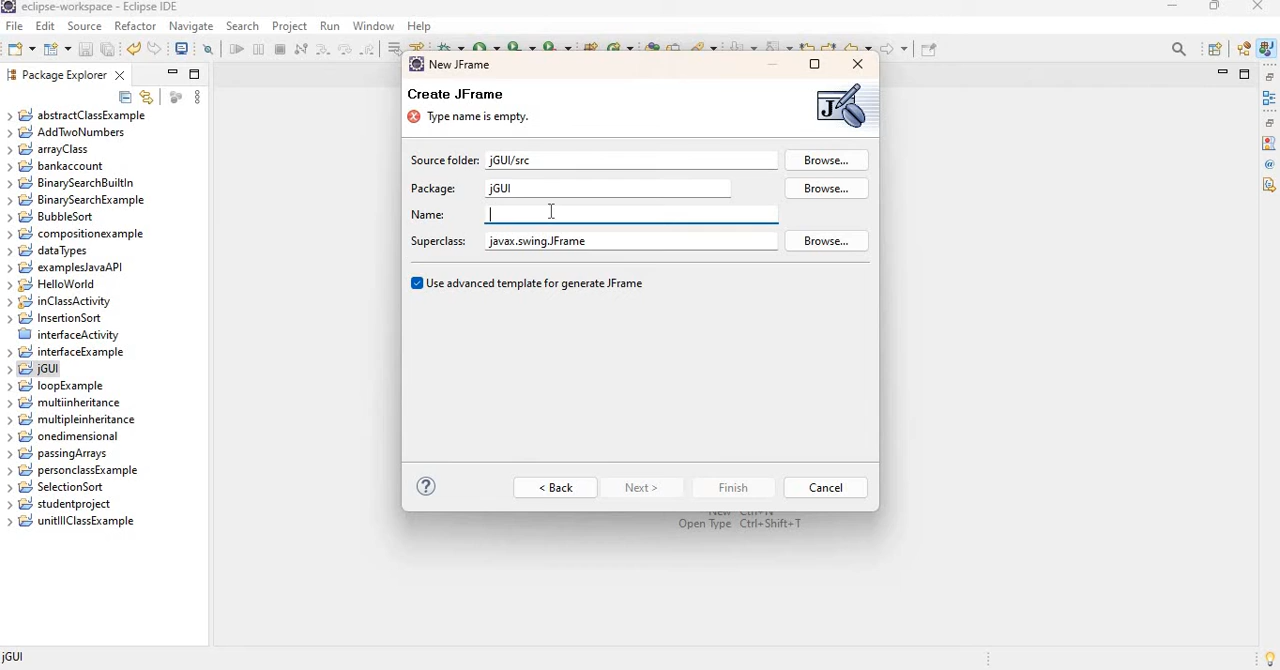 eclipse-workspace - Eclipse IDE
File Edit Source Refactor Navigate Search Project Run Window Help
Package Explorer
abstractClassExample
AddTwoNumbers
arrayClass
bankaccount
BinarySearchBuiltIn
BinarySearchExample
BubbleSort
compositionexample
dataTypes
examplesJavaAPI
HelloWorld
inClassActivity
InsertionSort
interfaceActivity
interfaceExample
jGUI
loopExample
multiinheritance
multipleinheritance
onedimensional
passingArrays
personclassExample
SelectionSort
studentproject
unitIIIClassExample
New JFrame
Create JFrame
Type name is empty.
Source folder: jGUI/src Browse...
Package: jGUI Browse...
Name:
Superclass: javax.swing.JFrame Browse...
Use advanced template for generate JFrame
< Back Next > Finish Cancel
New Ctrl+N
Open Type Ctrl+Shift+T
jGUI